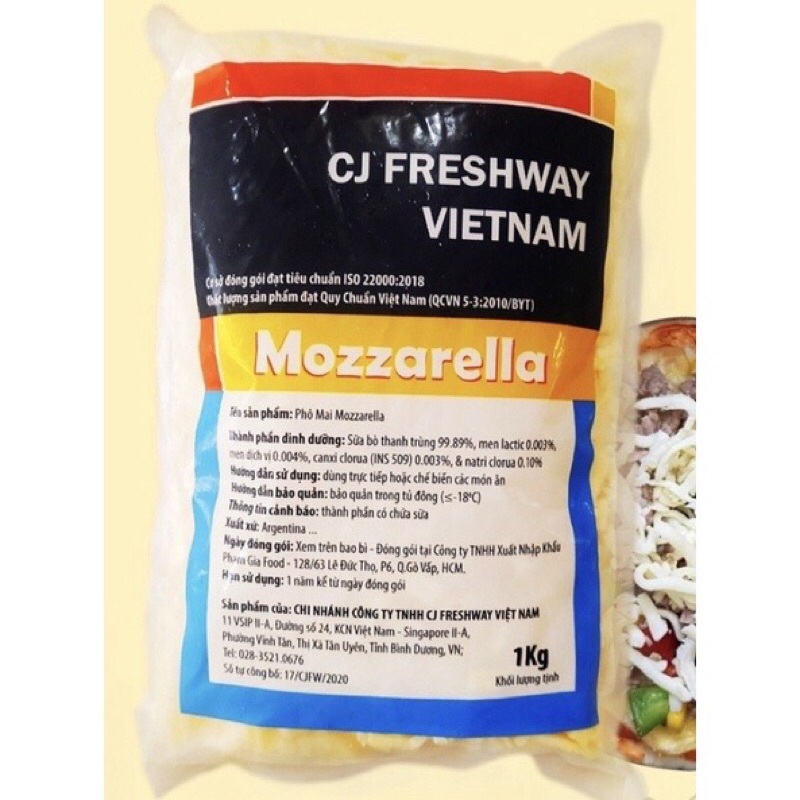 CJ FRESHWAY
VIETNAM
Cơ sở đóng gói đạt tiêu chuẩn ISO 22000:2018
Chất lượng sản phẩm đạt Quy Chuẩn Việt Nam (QCVN 5-3:2010/BYT)
Mozzarella
Tên sản phẩm: Phô Mai Mozzarella
Thành phần dinh dưỡng: Sữa bò thanh trùng 99.89%, men lactic 0.003%,
men dịch vị 0.004%, canxi clorua (INS 509) 0.003%, & natri clorua 0.10%
Hướng dẫn sử dụng: dùng trực tiếp hoặc chế biến các món ăn
Hướng dẫn bảo quản: bảo quản trong tủ đông (≤-18°C)
Thông tin cảnh báo: thành phần có chứa sữa
Xuất xứ: Argentina ...
Ngày đóng gói: Xem trên bao bì - Đóng gói tại Công ty TNHH Xuất Nhập Khẩu
Phạm Gia Food - 128/63 Lê Đức Thọ, P6, Q.Gò Vấp, HCM.
Hạn sử dụng: 1 năm kể từ ngày đóng gói
Sản phẩm của: CHI NHÁNH CÔNG TY TNHH CJ FRESHWAY VIỆT NAM
11 VSIP II-A, Đường số 24, KCN Việt Nam - Singapore II-A,
Phường Vĩnh Tân, Thị Xã Tân Uyên, Tỉnh Bình Dương, VN;
Tel: 028-3521.0676
Số tự công bố: 17/CJFW/2020
1Kg
Khối lượng tịnh